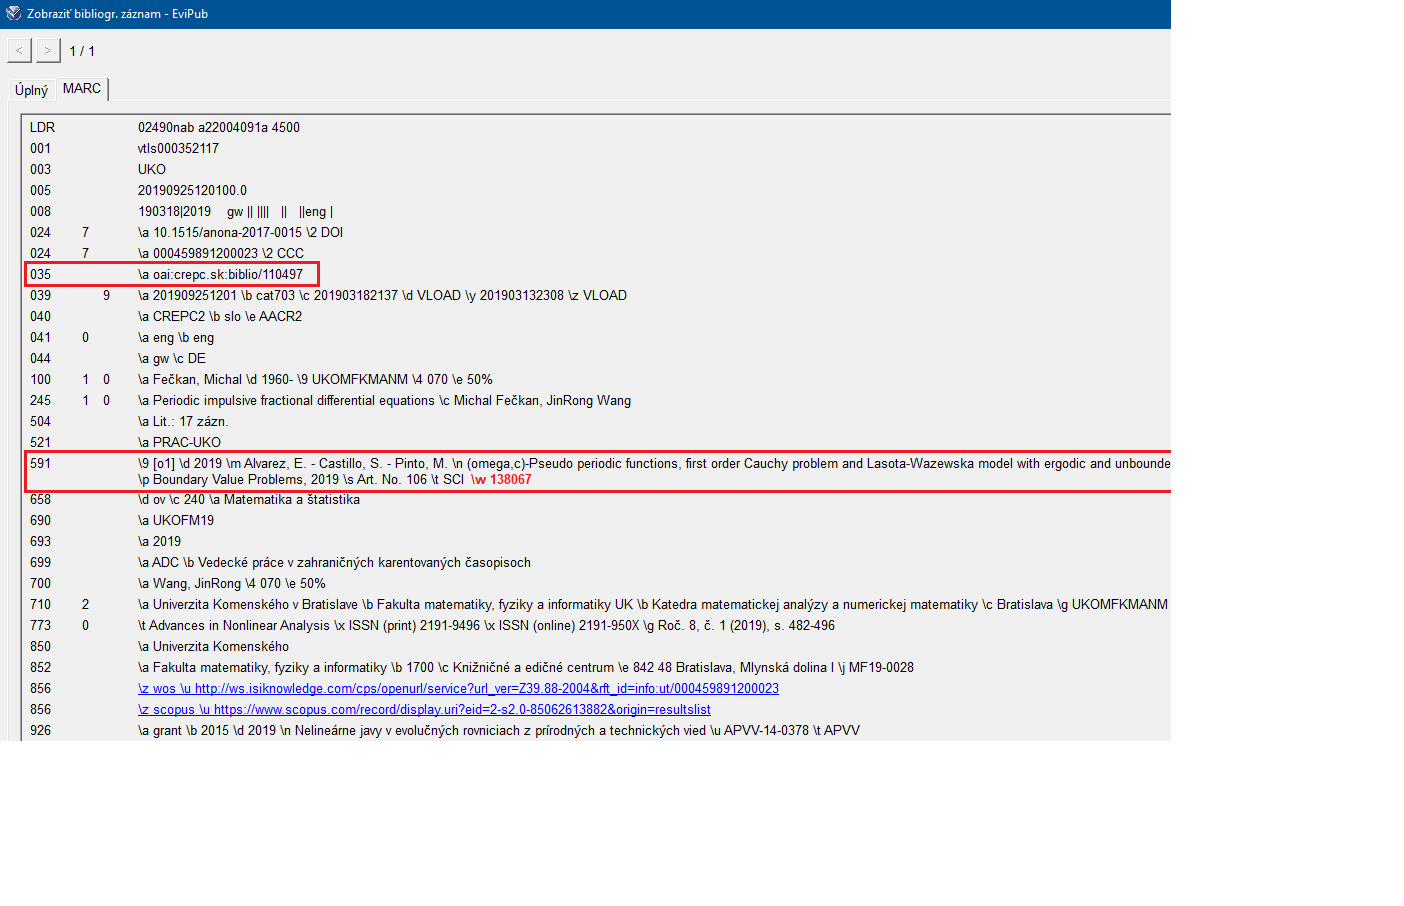 Zobraziť bibliogr. záznam - EviPub
< > 1 / 1
Úplný MARC
LDR 02490nab a22004091a 4500
001 vtls000352117
003 UKO
005 20190925120100.0
008 190318|2019 gw || |||| || ||eng |
024 7 \a 10.1515/anona-2017-0015 \2 DOI
024 7 \a 000459891200023 \2 CCC
035 \a oai:crepc.sk:biblio/110497
039 9 \a 201909251201 \b cat703 \c 201903182137 \d VLOAD \y 201903132308 \z VLOAD
040 \a CREPC2 \b slo \e AACR2
041 0 \a eng \b eng
044 \a gw \c DE
100 1 0 \a Fečkan, Michal \d 1960- \9 UKOMFKMANM \4 070 \e 50%
245 1 0 \a Periodic impulsive fractional differential equations \c Michal Fečkan, JinRong Wang
504 \a Lit.: 17 zázn.
521 \a PRAC-UKO
591 \9 [o1] \d 2019 \m Alvarez, E. - Castillo, S. - Pinto, M. \n (omega,c)-Pseudo periodic functions, first order Cauchy problem and Lasota-Wazewska model with ergodic and unbounde
\p Boundary Value Problems, 2019 \s Art. No. 106 \t SCI \w 138067
658 \d ov \c 240 \a Matematika a štatistika
690 \a UKOFM19
693 \a 2019
699 \a ADC \b Vedecké práce v zahraničných karentovaných časopisoch
700 \a Wang, JinRong \4 070 \e 50%
710 2 \a Univerzita Komenského v Bratislave \b Fakulta matematiky, fyziky a informatiky UK \b Katedra matematickej analýzy a numerickej matematiky \c Bratislava \g UKOMFKMANM
773 0 \t Advances in Nonlinear Analysis \x ISSN (print) 2191-9496 \x ISSN (online) 2191-950X \g Roč. 8, č. 1 (2019), s. 482-496
850 \a Univerzita Komenského
852 \a Fakulta matematiky, fyziky a informatiky \b 1700 \c Knižničné a edičné centrum \e 842 48 Bratislava, Mlynská dolina I \j MF19-0028
856 \z wos \u http://ws.isiknowledge.com/cps/openurl/service?url_ver=Z39.88-2004&rft_id=info:ut/000459891200023
856 \z scopus \u https://www.scopus.com/record/display.uri?eid=2-s2.0-85062613882&origin=resultslist
926 \a grant \b 2015 \d 2019 \n Nelineárne javy v evolučných rovniciach z prírodných a technických vied \u APVV-14-0378 \t APVV